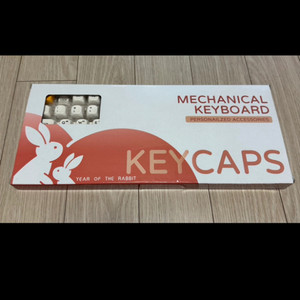 MECHANICAL
KEYBOARD
PERSONALIZED ACCESSORIES
KEYCAPS
YEAR OF THE RABBIT